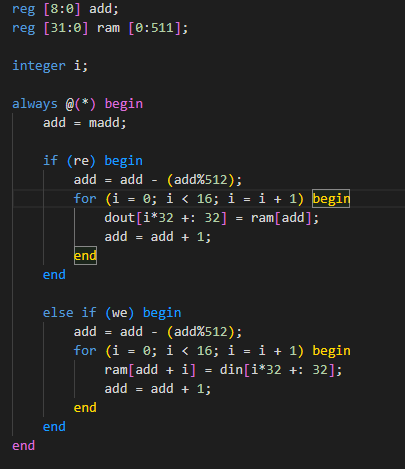 reg [8:0] add;
reg [31:0] ram [0:511];
integer i;
always @(*) begin
add = madd;
if (re) begin
add = add - (add%512);
for (i = 0; i < 16; i = i + 1) begin
dout[i*32 +: 32] = ram[add];
add = add + 1;
end
end
else if (we) begin
add = add - (add%512);
for (i = 0; i < 16; i = i + 1) begin
ram[add + i] = din[i*32 +: 32];
add = add + 1;
end
end
end